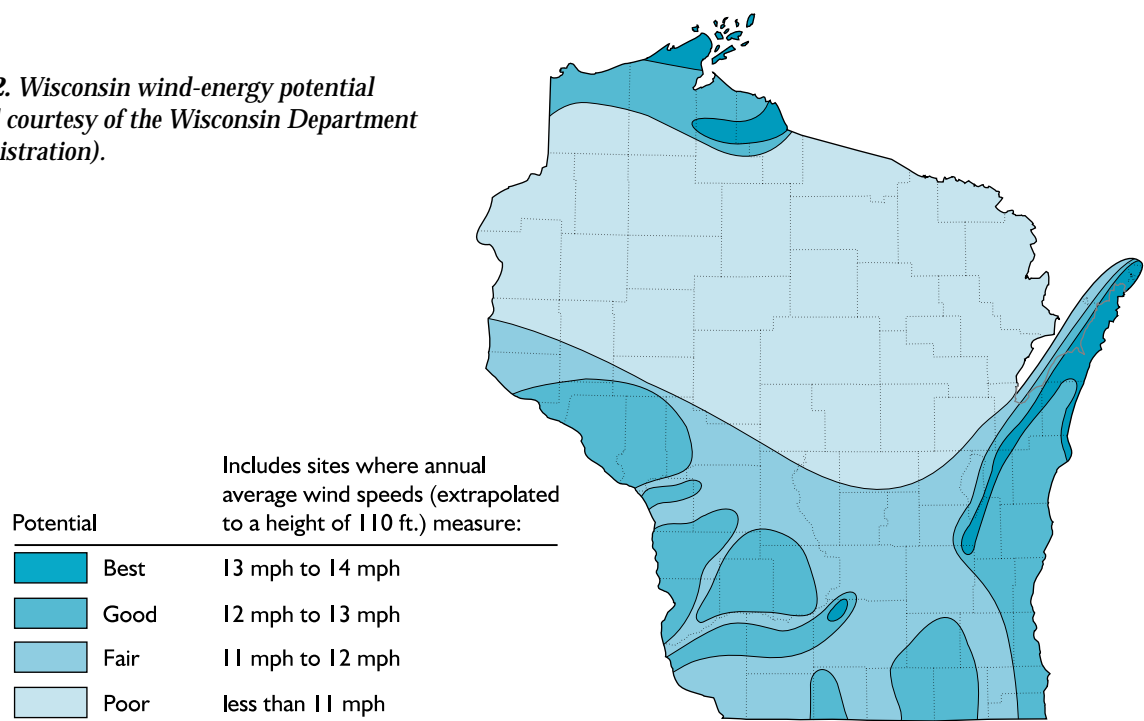 2. Wisconsin wind-energy potential
courtesy of the Wisconsin Department
istration).
Includes sites where annual
average wind speeds (extrapolated
to a height of 110 ft.) measure:
Potential
Best 13 mph to 14 mph
Good 12 mph to 13 mph
Fair 11 mph to 12 mph
Poor less than 11 mph